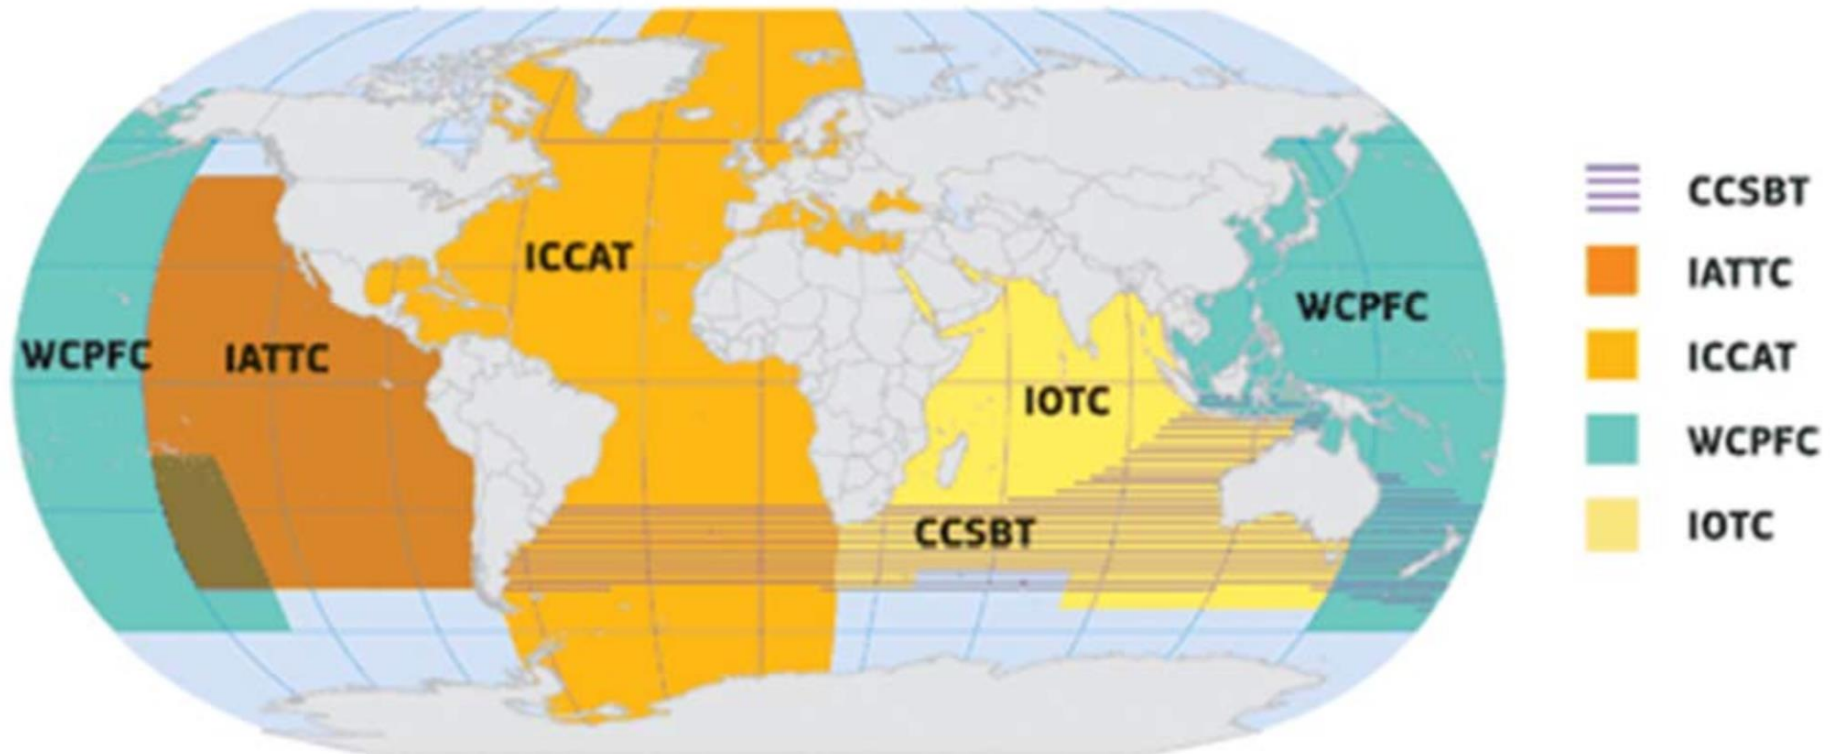 ICCAT
WCPFC
WCPFC
IATTC
IOTC
CCSBT
CCSBT
IATTC
ICCAT
WCPFC
IOTC